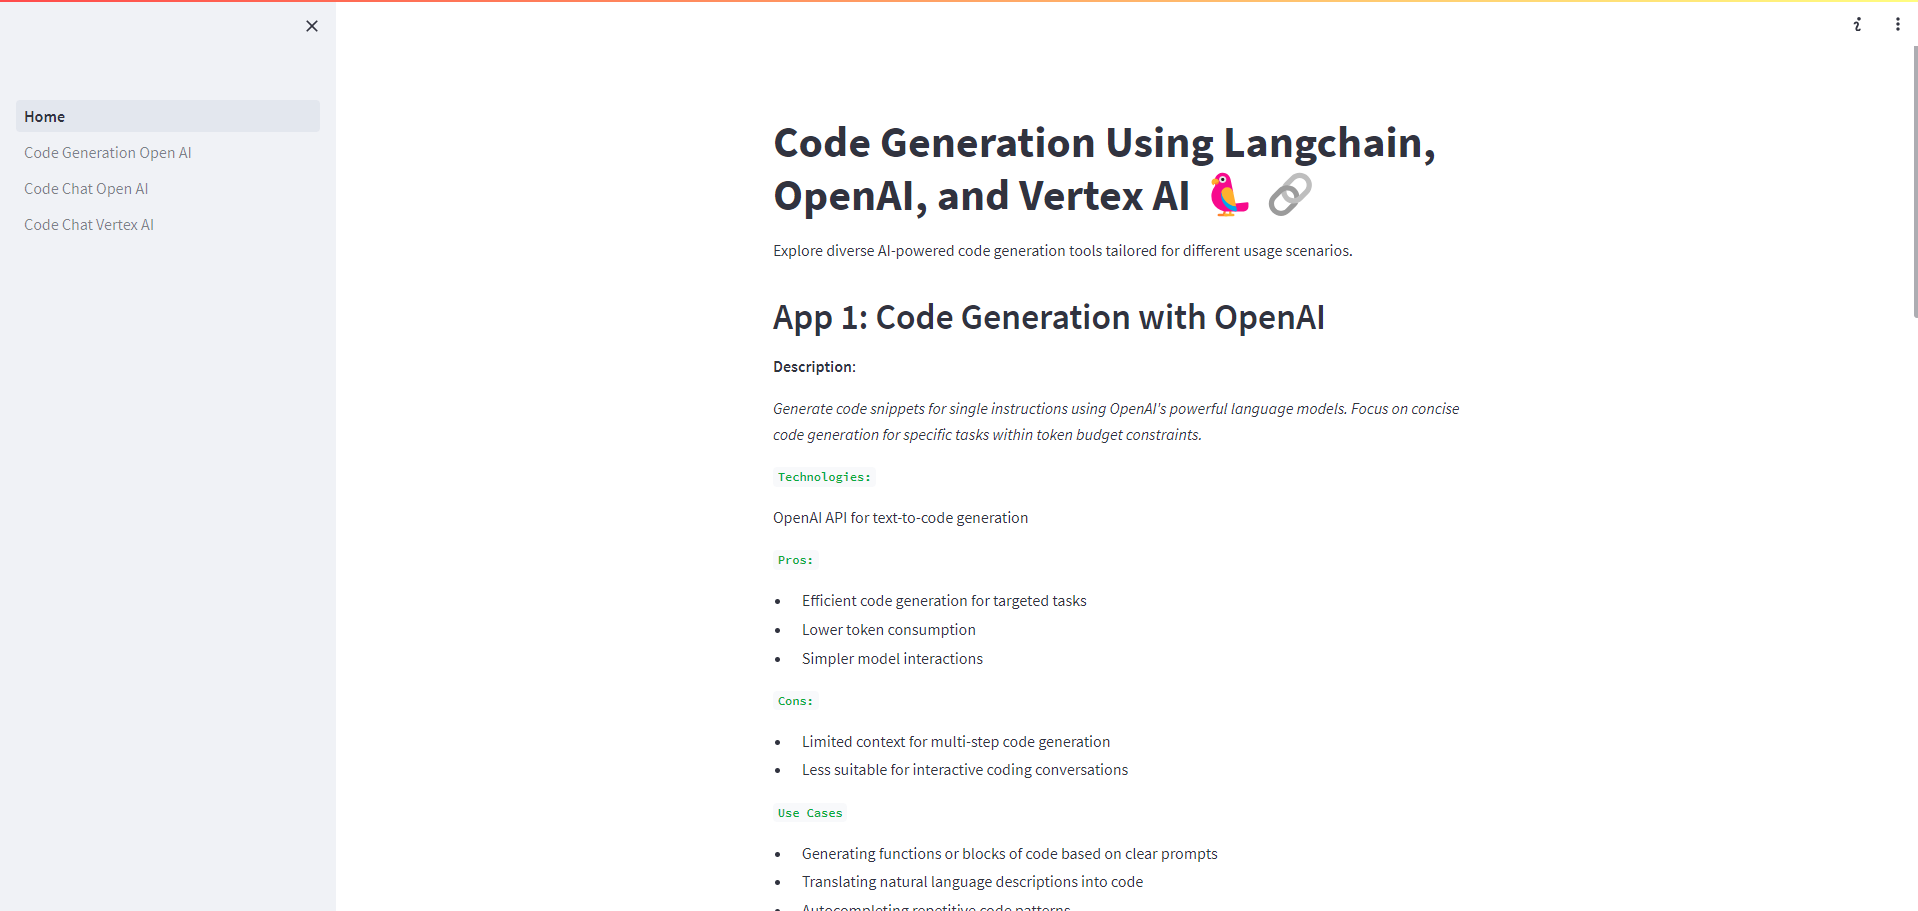 Home
Code Generation Open AI
Code Chat Open AI
Code Chat Vertex AI
Code Generation Using Langchain,
OpenAI, and Vertex AI 🦜 🔗
Explore diverse AI-powered code generation tools tailored for different usage scenarios.
App 1: Code Generation with OpenAI
Description:
Generate code snippets for single instructions using OpenAI's powerful language models. Focus on concise
code generation for specific tasks within token budget constraints.
Technologies:
OpenAI API for text-to-code generation
Pros:
• Efficient code generation for targeted tasks
• Lower token consumption
• Simpler model interactions
Cons:
• Limited context for multi-step code generation
• Less suitable for interactive coding conversations
Use Cases
• Generating functions or blocks of code based on clear prompts
• Translating natural language descriptions into code
• Autocompleting repetitive code patterns